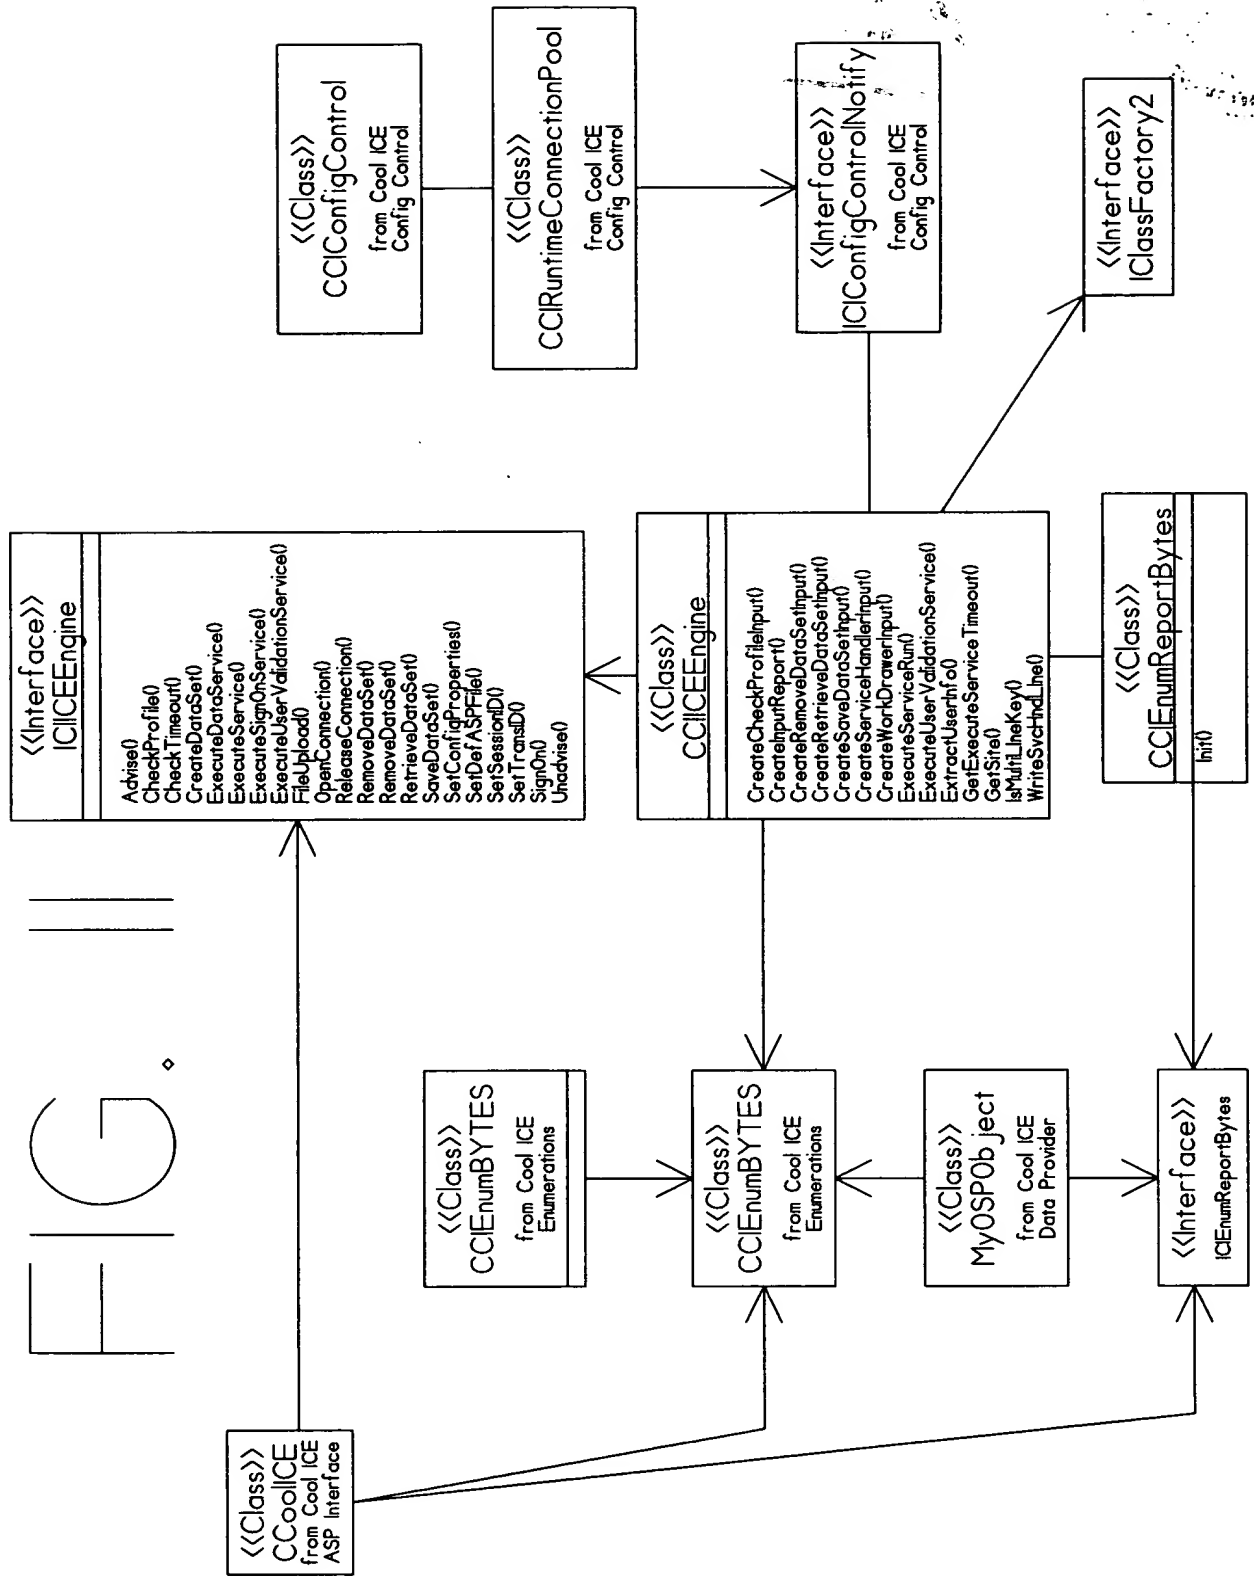 FIG. 11
<<Class>>
CCoolICE
from Cool ICE
ASP Interface
<<Interface>>
ICIICEEngine
Advise()
CheckProfile()
CheckTimeout()
CreateDataSet()
ExecuteDataService()
ExecuteService()
ExecuteSignOnService()
ExecuteUserValidationService()
FileUpload()
OpenConnection()
ReleaseConnection()
RemoveDataSet()
RemoveDataSet()
RetrieveDataSet()
SaveDataSet()
SetConfigProperties()
SetDefASPFile()
SetSessionID()
SetTransID()
SignOn()
Unadvise()
<<Class>>
CCIConfigControl
from Cool ICE
Config Control
<<Class>>
CCIRuntimeConnectionPool
from Cool ICE
Config Control
<<Class>>
CCIEnumBYTES
from Cool ICE
Enumerations
<<Class>>
CCIEnumBYTES
from Cool ICE
Enumerations
<<Class>>
CCIICEEngine
CreateCheckProfileInput()
CreateInputReport()
CreateRemoveDataSetInput()
CreateRetrieveDataSetInput()
CreateSaveDataSetInput()
CreateServiceHandlerInput()
CreateWorkDrawerInput()
ExecuteServiceRun()
ExecuteUserValidationService()
ExtractUserInfo()
GetExecuteServiceTimeout()
GetSite()
IsMultiLineKey()
WriteSvcHndLine()
<<Interface>>
ICIConfigControlNotify
from Cool ICE
Config Control
<<Class>>
MyOSPObject
from Cool ICE
Data Provider
<<Interface>>
IClassFactory2
<<Interface>>
ICIEnumReportBytes
<<Class>>
CCIEnumReportBytes
Init()